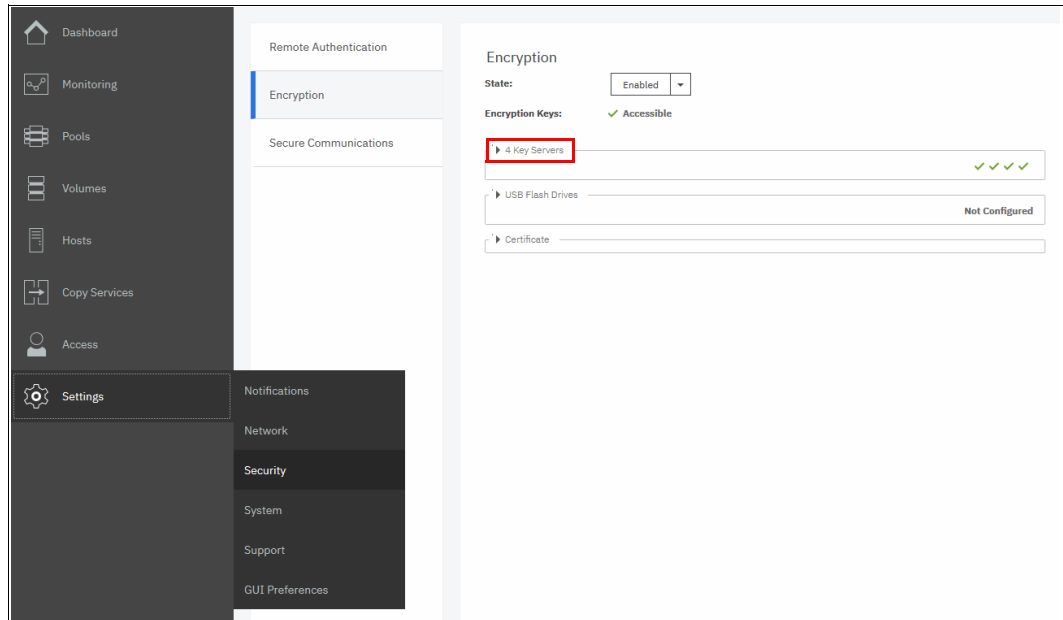 Dashboard
Monitoring
Pools
Volumes
Hosts
Copy Services
Access
Settings
Notifications
Network
Security
System
Support
GUI Preferences
Remote Authentication
Encryption
Secure Communications
Encryption
State: Enabled
Encryption Keys: Accessible
4 Key Servers
USB Flash Drives
Not Configured
Certificate